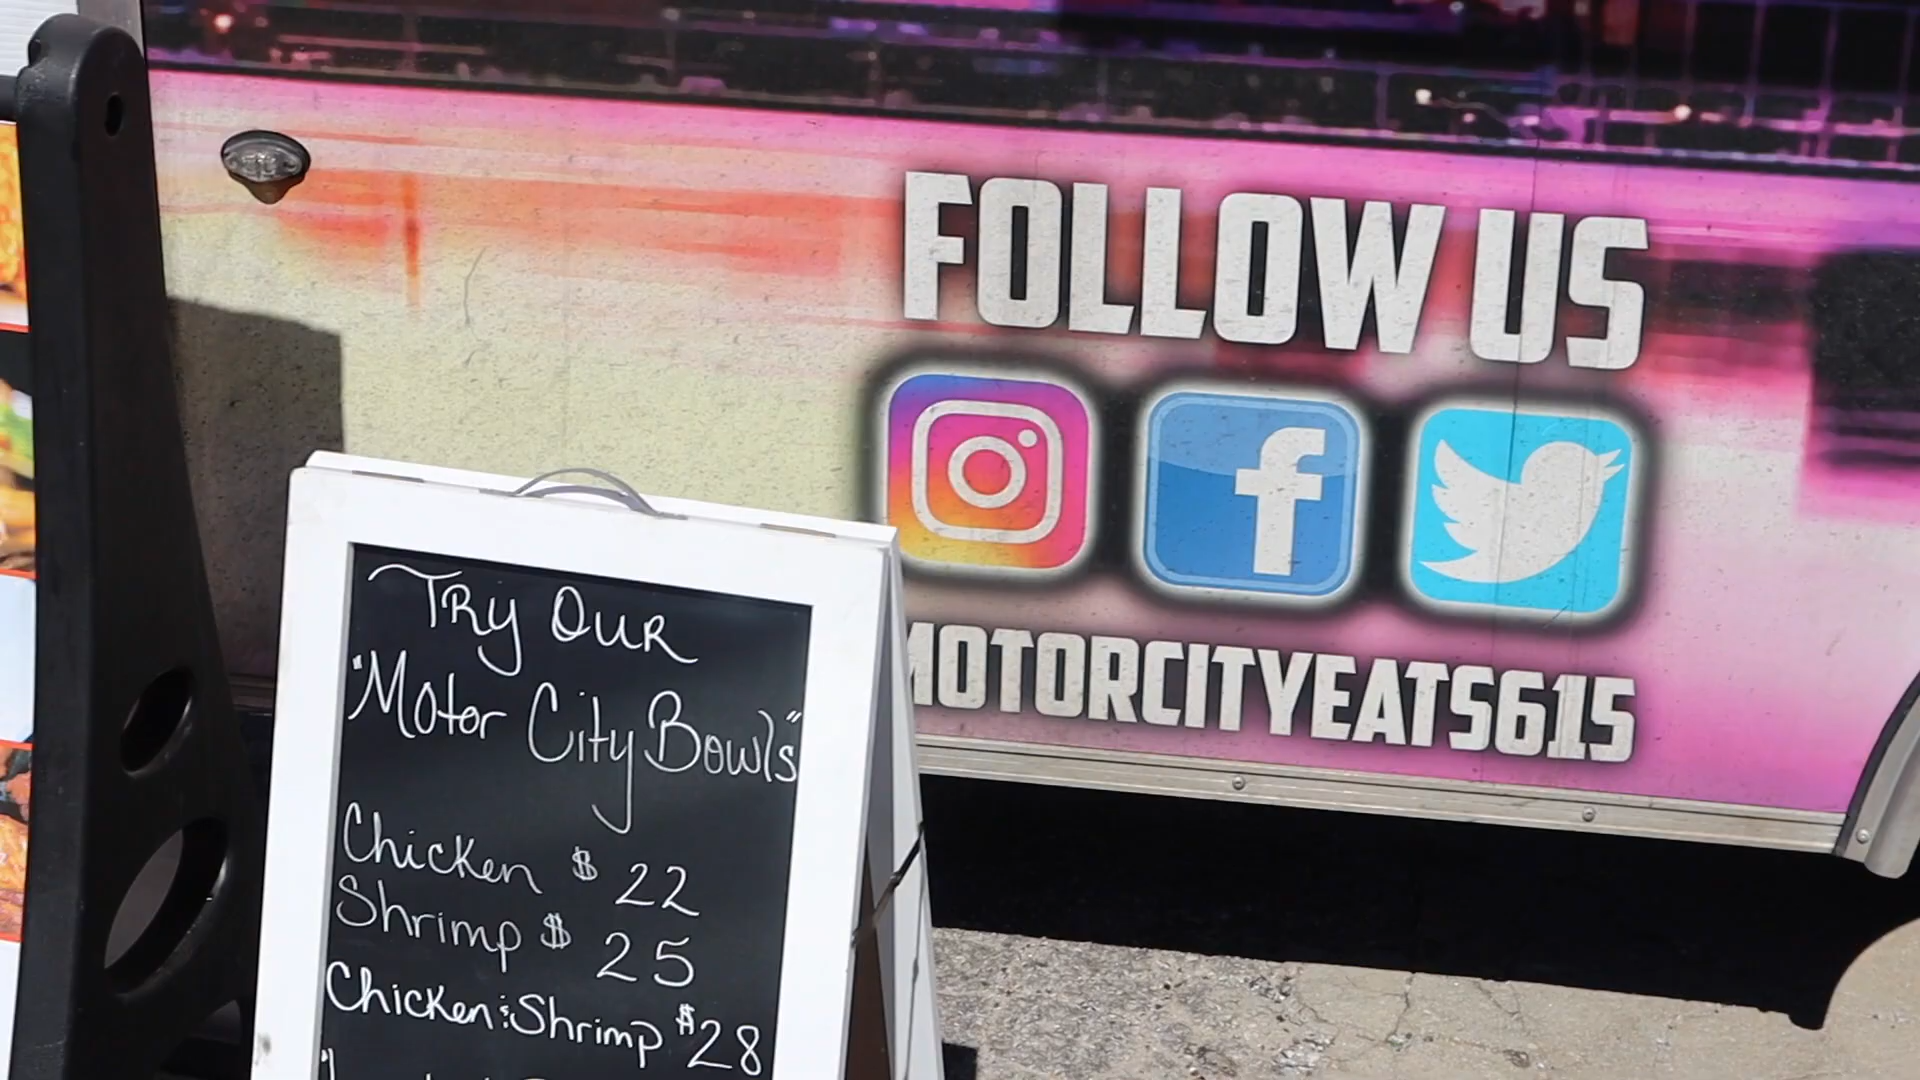 FOLLOW US
MOTORCITYEATS615
TRY OUR
"Motor City Bowls"
Chicken $ 22
Shrimp $ 25
Chicken & Shrimp $28